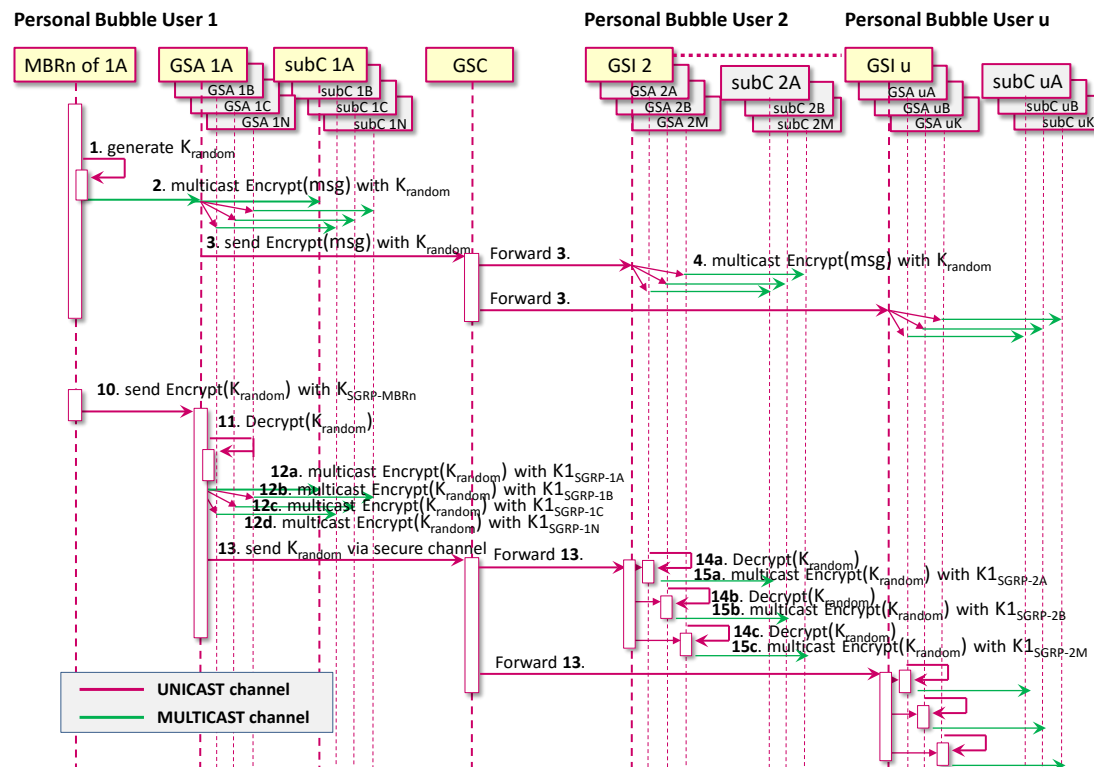 Personal Bubble User 1
Personal Bubble User 2
Personal Bubble User u
MBRn of 1A
GSA 1A
GSA 1B
GSA 1C
GSA 1N
subC 1A
subC 1B
subC 1C
subC 1N
GSC
GSI 2
GSA 2A
GSA 2B
GSA 2M
subC 2A
subC 2B
subC 2M
GSI u
GSA uA
GSA uB
GSA uK
subC uA
subC uB
subC uK
1. generate Krandom
2. multicast Encrypt(msg) with Krandom
3. send Encrypt(msg) with Krandom
Forward 3.
4. multicast Encrypt(msg) with Krandom
Forward 3.
10. send Encrypt(Krandom) with KSGRP-MBRn
11. Decrypt(Krandom)
12a. multicast Encrypt(Krandom) with K1SGRP-1A
12b. multicast Encrypt(Krandom) with K1SGRP-1B
12c. multicast Encrypt(Krandom) with K1SGRP-1C
12d. multicast Encrypt(Krandom) with K1SGRP-1N
13. send Krandom via secure channel
Forward 13.
14a. Decrypt(Krandom)
15a. multicast Encrypt(Krandom) with K1SGRP-2A
14b. Decrypt(Krandom)
15b. multicast Encrypt(Krandom) with K1SGRP-2B
14c. Decrypt(Krandom)
15c. multicast Encrypt(Krandom) with K1SGRP-2M
Forward 13.
UNICAST channel
MULTICAST channel